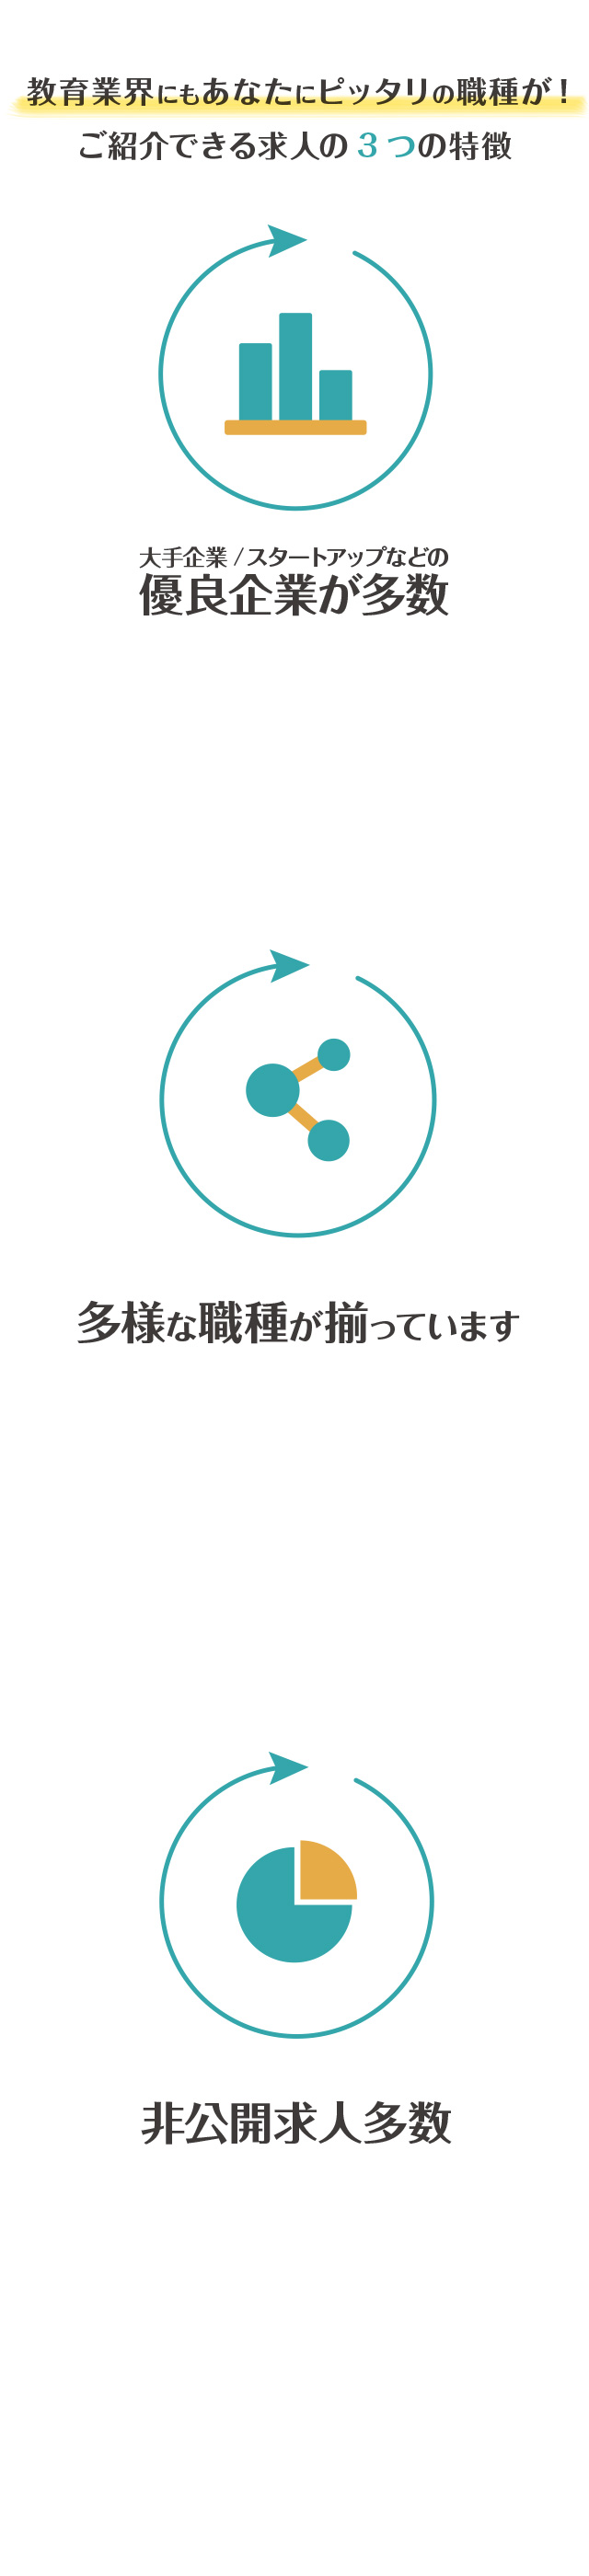 教育業界にもあなたにピッタリの職種が！
ご紹介できる求人の３つの特徴
大手企業/スタートアップなどの
優良企業が多数
多様な職種が揃っています
非公開求人多数